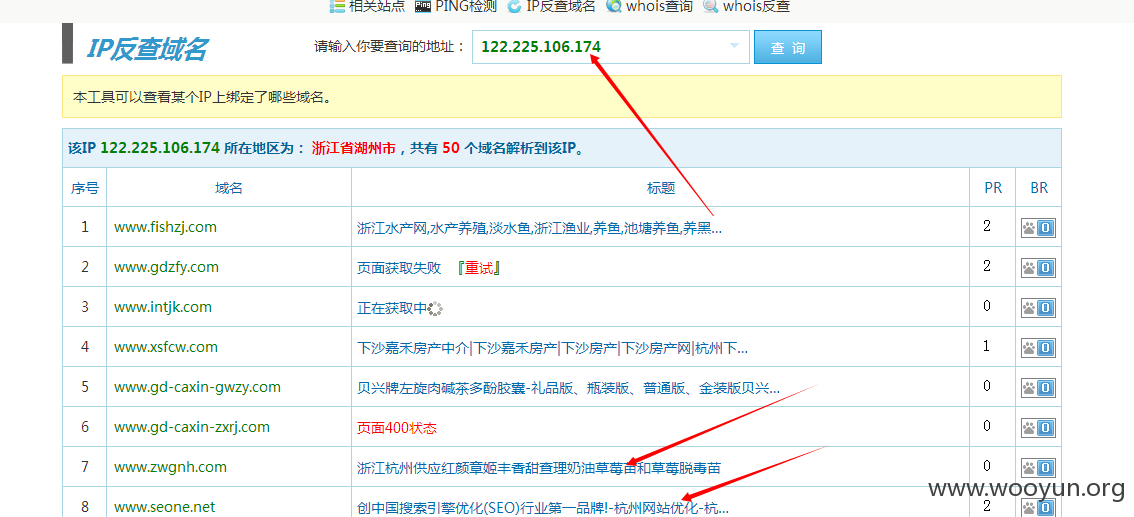 相关站点 PING检测 IP反查域名 whois查询 whois反查
IP反查域名 请输入你要查询的地址： 122.225.106.174 查 询
本工具可以查看某个IP上绑定了哪些域名。
该IP 122.225.106.174 所在地区为： 浙江省湖州市，共有 50 个域名解析到该IP。
序号 域名 标题 PR BR
1 www.fishzj.com 浙江水产网,水产养殖,淡水鱼,浙江渔业,养鱼,池塘养鱼,养黑... 2 0
2 www.gdzfy.com 页面获取失败 『重试』 2 0
3 www.intjk.com 正在获取中 0 0
4 www.xsfcw.com 下沙嘉禾房产中介|下沙嘉禾房产|下沙房产|下沙房产网|杭州下... 1 0
5 www.gd-caxin-gwzy.com 贝兴牌左旋肉碱茶多酚胶囊-礼品版、瓶装版、普通版、金装版贝兴... 0 0
6 www.gd-caxin-zxrj.com 页面400状态 0 0
7 www.zwgnh.com 浙江杭州供应红颜章姬丰香甜查理奶油草莓苗和草莓脱毒苗 0 0
www.wooyun.org
8 www.seone.net 创中国搜索引擎优化(SEO)行业第一品牌!-杭州网站优化-杭... 2 0